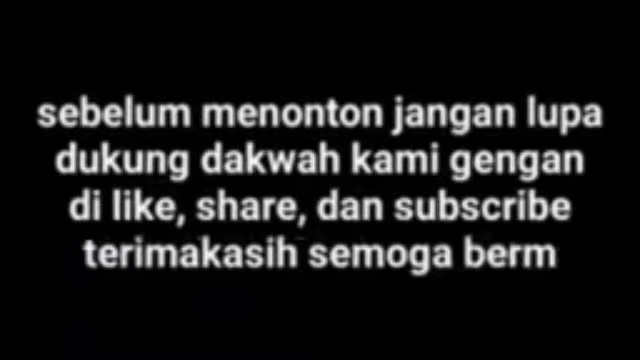 sebelum menonton jangan lupa
dukung dakwah kami gengan
di like, share, dan subscribe
terimakasih semoga berm